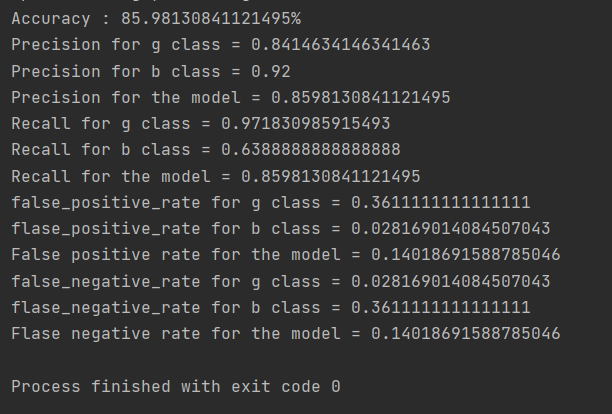 Accuracy : 85.98130841121495%
Precision for g class = 0.8414634146341463
Precision for b class = 0.92
Precision for the model = 0.8598130841121495
Recall for g class = 0.971830985915493
Recall for b class = 0.6388888888888888
Recall for the model = 0.8598130841121495
false_positive_rate for g class = 0.3611111111111111
flase_positive_rate for b class = 0.028169014084507043
False positive rate for the model = 0.14018691588785046
false_negative_rate for g class = 0.028169014084507043
flase_negative_rate for b class = 0.3611111111111111
Flase negative rate for the model = 0.14018691588785046
Process finished with exit code 0